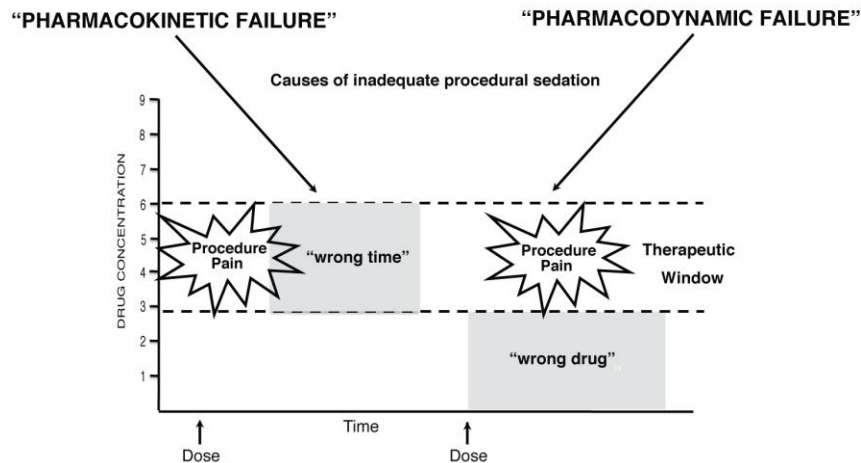 “PHARMACOKINETIC FAILURE”
“PHARMACODYNAMIC FAILURE”
Causes of inadequate procedural sedation
DRUG CONCENTRATION
9
8
7
6
5
4
3
2
1
Procedure
Pain
“wrong time”
Procedure
Pain
Therapeutic
Window
“wrong drug”
Time
Dose
Dose